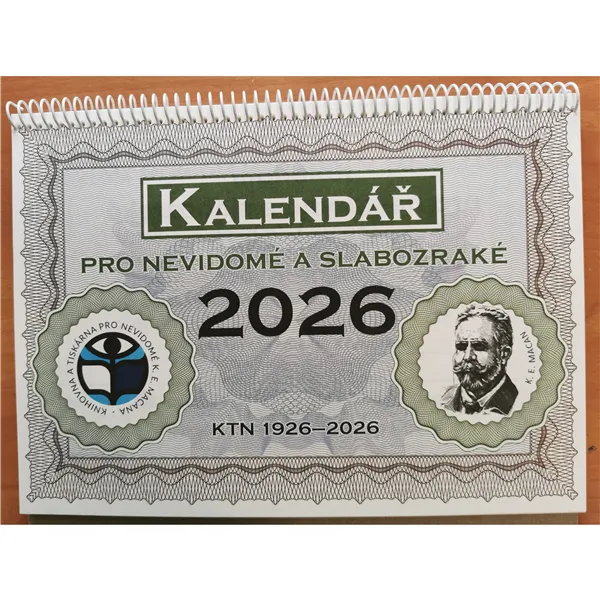 KALENDÁŘ
PRO NEVIDOMÉ A SLABOZRAKÉ
2026
KNIHOVNA A TISKÁRNA PRO NEVIDOMÉ K. E. MACANA •
K. E. MACAN
KTN 1926–2026